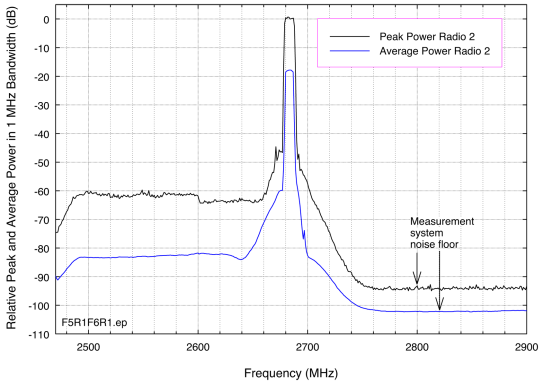 Relative Peak and Average Power in 1 MHz Bandwidth (dB)
0
-10
-20
-30
-40
-50
-60
-70
-80
-90
-100
-110
Peak Power Radio 2
Average Power Radio 2
Measurement
system
noise floor
F5R1F6R1.ep
2500
2600
2700
2800
2900
Frequency (MHz)